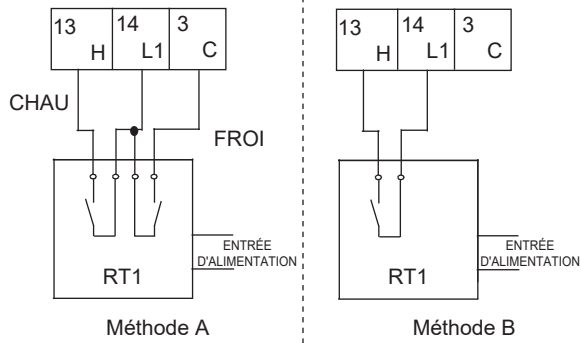 13 H 14 L1 3 C
CHAU
FROI
ENTRÉE
D'ALIMENTATION
RT1
Méthode A
13 H 14 L1 3 C
ENTRÉE
D'ALIMENTATION
RT1
Méthode B